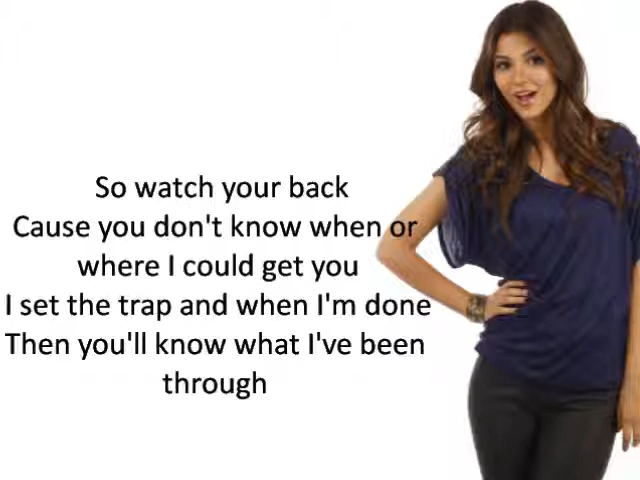 So watch your back
Cause you don't know when or
where I could get you
I set the trap and when I'm done
Then you'll know what I've been
through